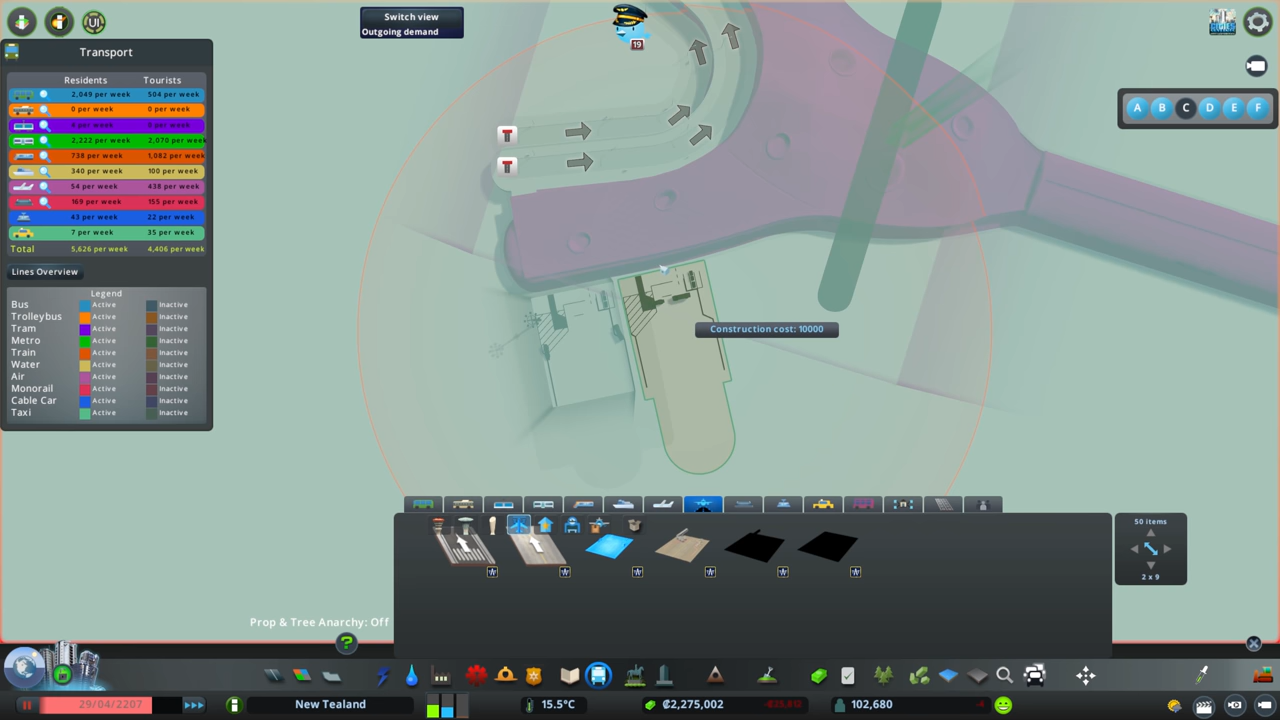 Switch view
Outgoing demand
19
Transport
Residents Tourists
2,049 per week 504 per week
0 per week 0 per week
2,222 per week 2,070 per week
738 per week 1,082 per week
340 per week 100 per week
54 per week 438 per week
169 per week 155 per week
43 per week 22 per week
7 per week 35 per week
Total 5,626 per week 4,406 per week
Lines Overview
Legend
Bus Active Inactive
Trolleybus Active Inactive
Tram Active Inactive
Metro Active Inactive
Train Active Inactive
Water Active Inactive
Air Active Inactive
Monorail Active Inactive
Cable Car Active Inactive
Taxi Active Inactive
A B C D E F
Construction cost: 10000
50 items
2 x 9
Prop & Tree Anarchy: Off
?
29/04/2207
New Zealand
15.5°C
₡2,275,002
102,680